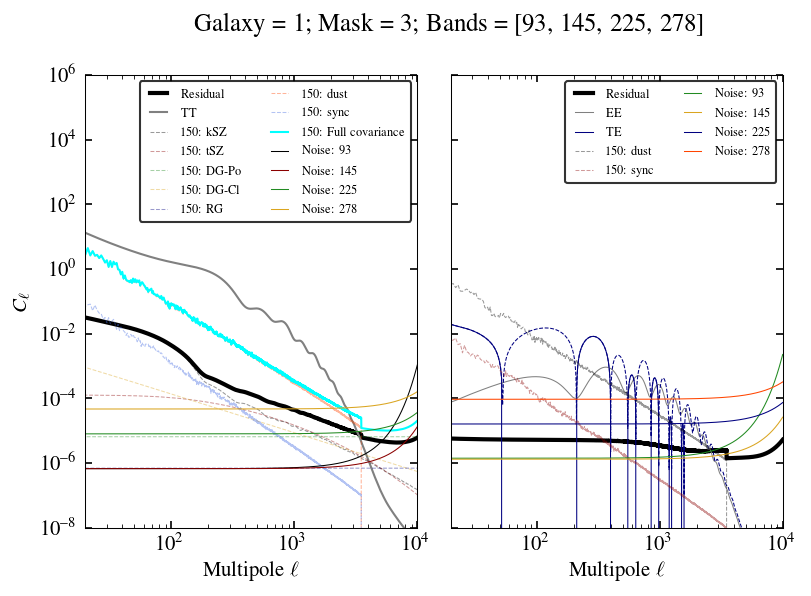 Galaxy = 1; Mask = 3; Bands = [93, 145, 225, 278]
10^6
10^4
10^2
10^0
10^-2
10^-4
10^-6
10^-8
C_ℓ
Residual
TT
150: kSZ
150: tSZ
150: DG-Po
150: DG-Cl
150: RG
150: dust
150: sync
150: Full covariance
Noise: 93
Noise: 145
Noise: 225
Noise: 278
10^2
10^3
10^4
Multipole ℓ
Residual
EE
TE
150: dust
150: sync
Noise: 93
Noise: 145
Noise: 225
Noise: 278
10^2
10^3
10^4
Multipole ℓ